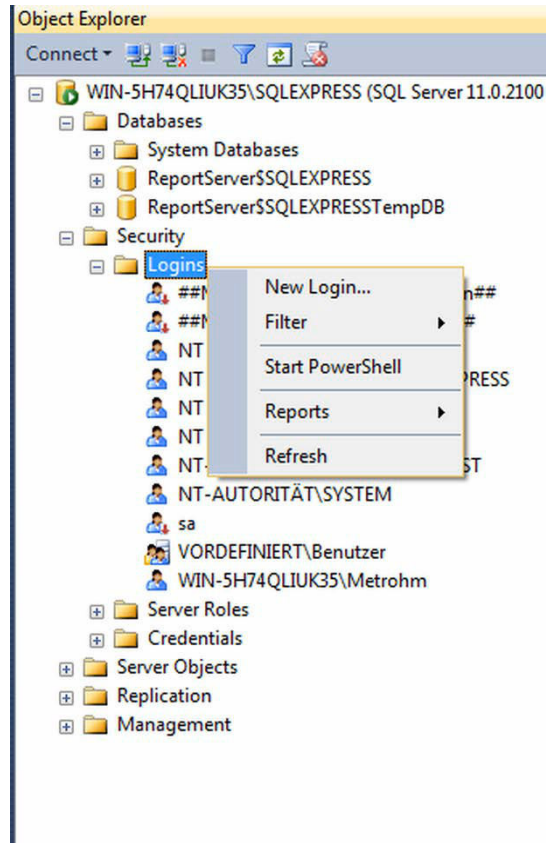 Object Explorer
Connect
WIN-5H74QLIUK35\SQLEXPRESS (SQL Server 11.0.2100
Databases
System Databases
ReportServer$SQLEXPRESS
ReportServer$SQLEXPRESSTempDB
Security
Logins
New Login...
Filter
Start PowerShell
Reports
Refresh
##
##
NT
NT
NT
NT
NT-
NT-AUTORITÄT\SYSTEM
sa
VORDEFINIERT\Benutzer
WIN-5H74QLIUK35\Metrohm
Server Roles
Credentials
Server Objects
Replication
Management